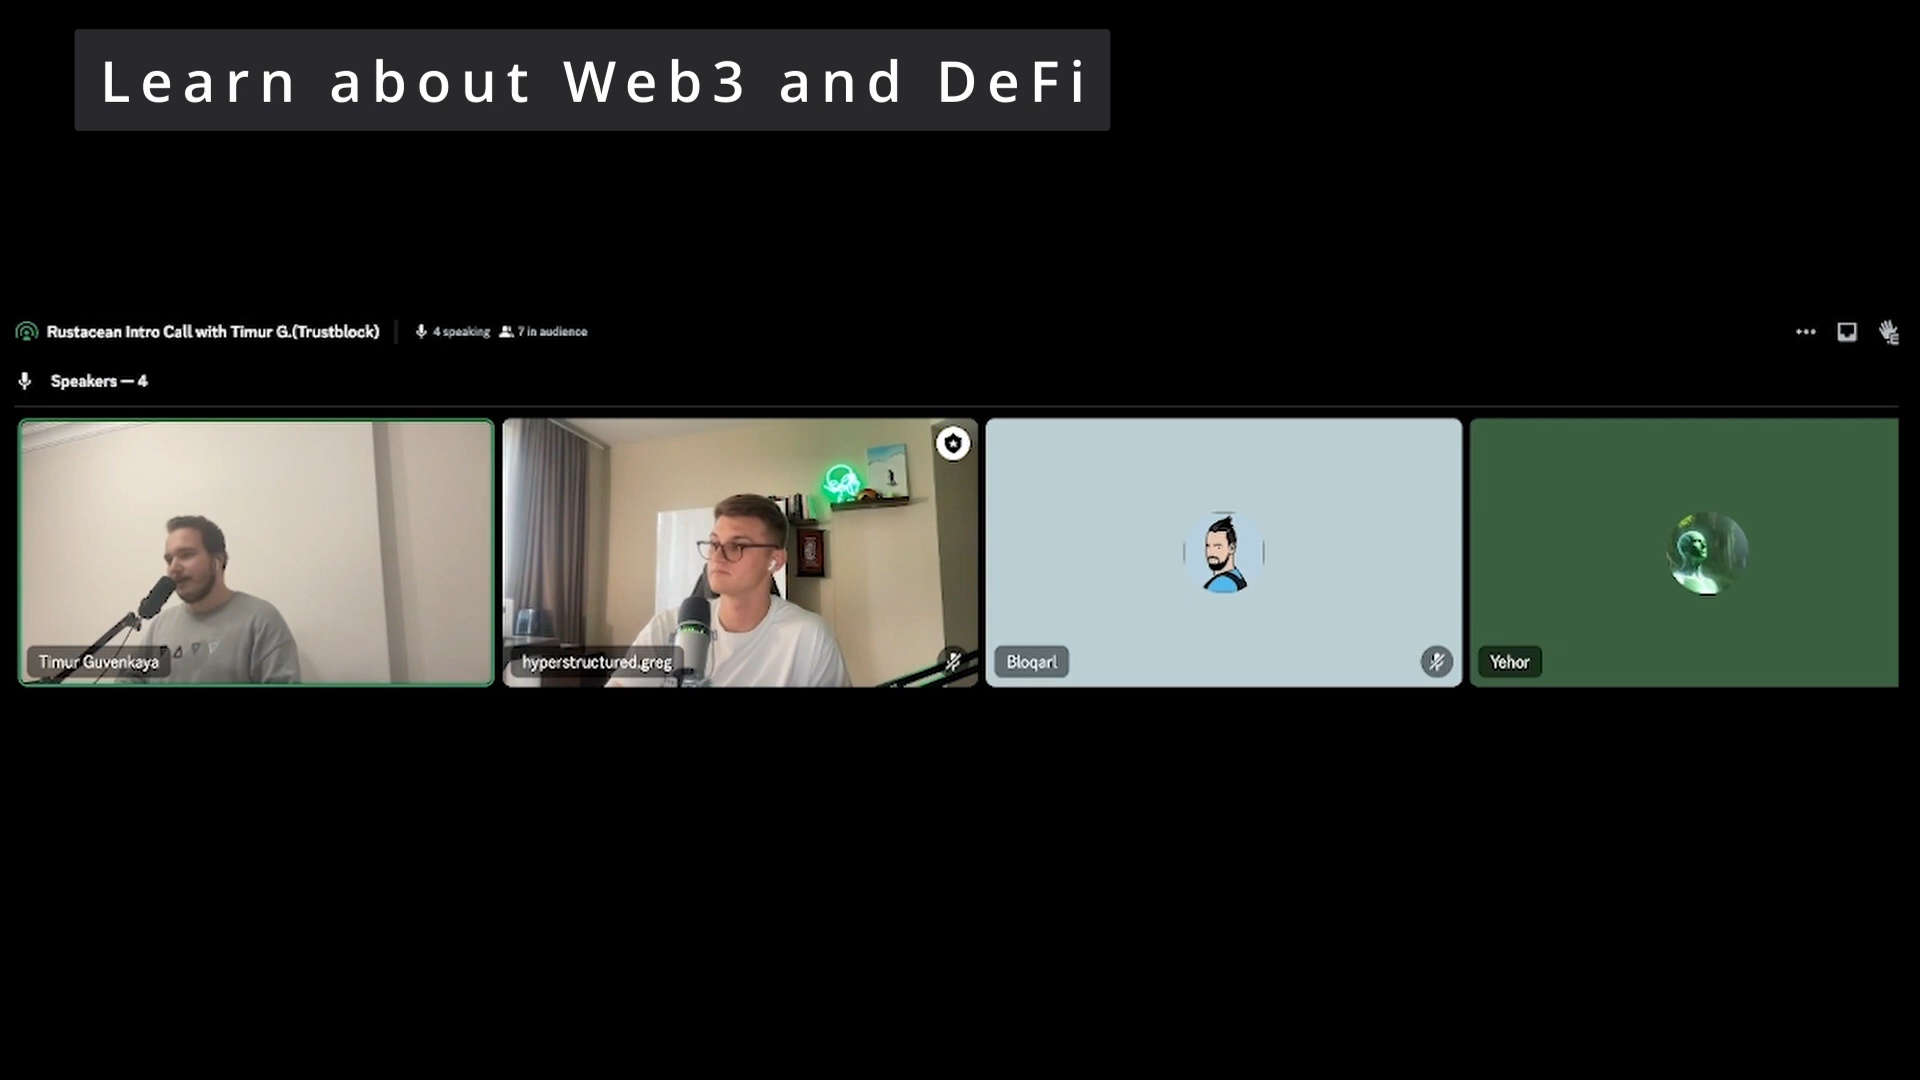 Learn about Web3 and DeFi
Rustacean Intro Call with Timur G.(Trustblock)
4 speaking
7 in audience
Speakers — 4
Timur Guvenkaya
hyperstructured.greg
Bloqarl
Yehor